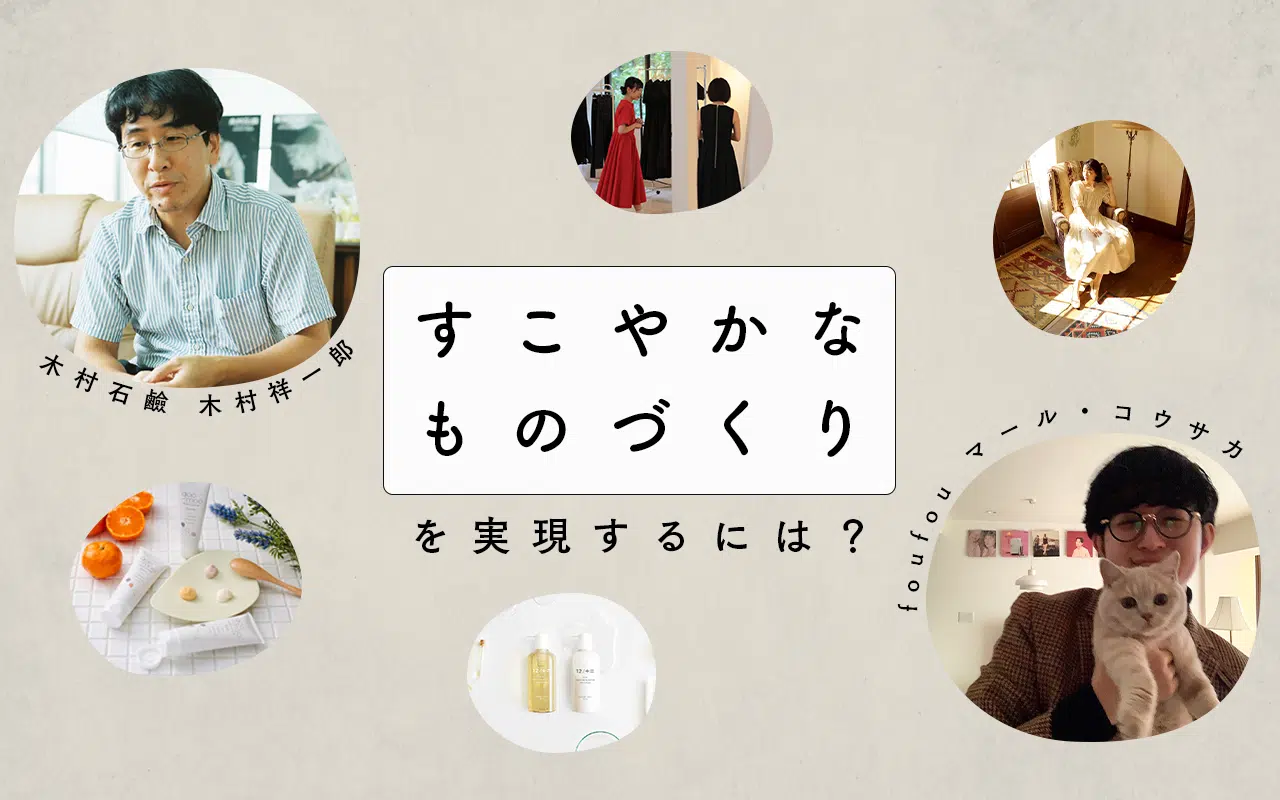 すこやかな
ものづくり
を実現するには？
木村石鹼 木村祥一郎
foufou マール・コウサカ